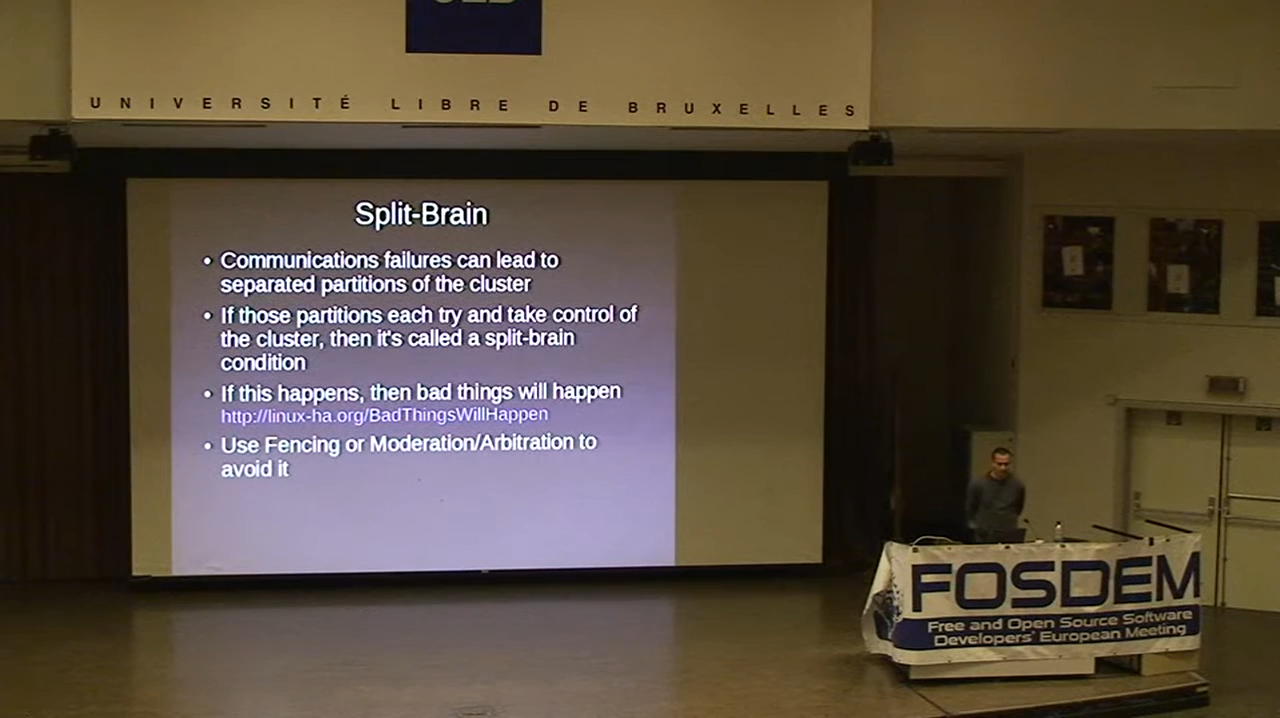 UNIVERSITÉ LIBRE DE BRUXELLES
Split-Brain
• Communications failures can lead to
separated partitions of the cluster
• If those partitions each try and take control of
the cluster, then it's called a split-brain
condition
• If this happens, then bad things will happen
http://linux-ha.org/BadThingsWillHappen
• Use Fencing or Moderation/Arbitration to
avoid it
FOSDEM
Free and Open Source Software
Developers' European Meeting